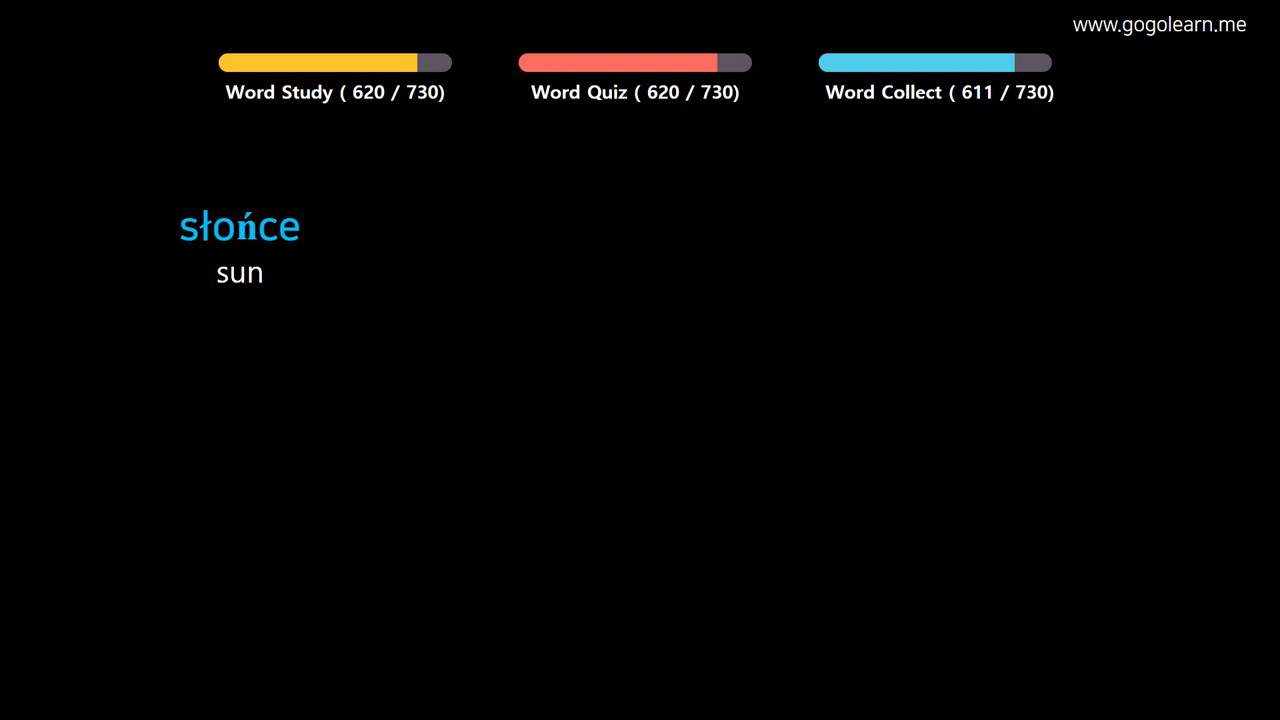 www.gogolearn.me
Word Study ( 620 / 730)
Word Quiz ( 620 / 730)
Word Collect ( 611 / 730)
słońce
sun